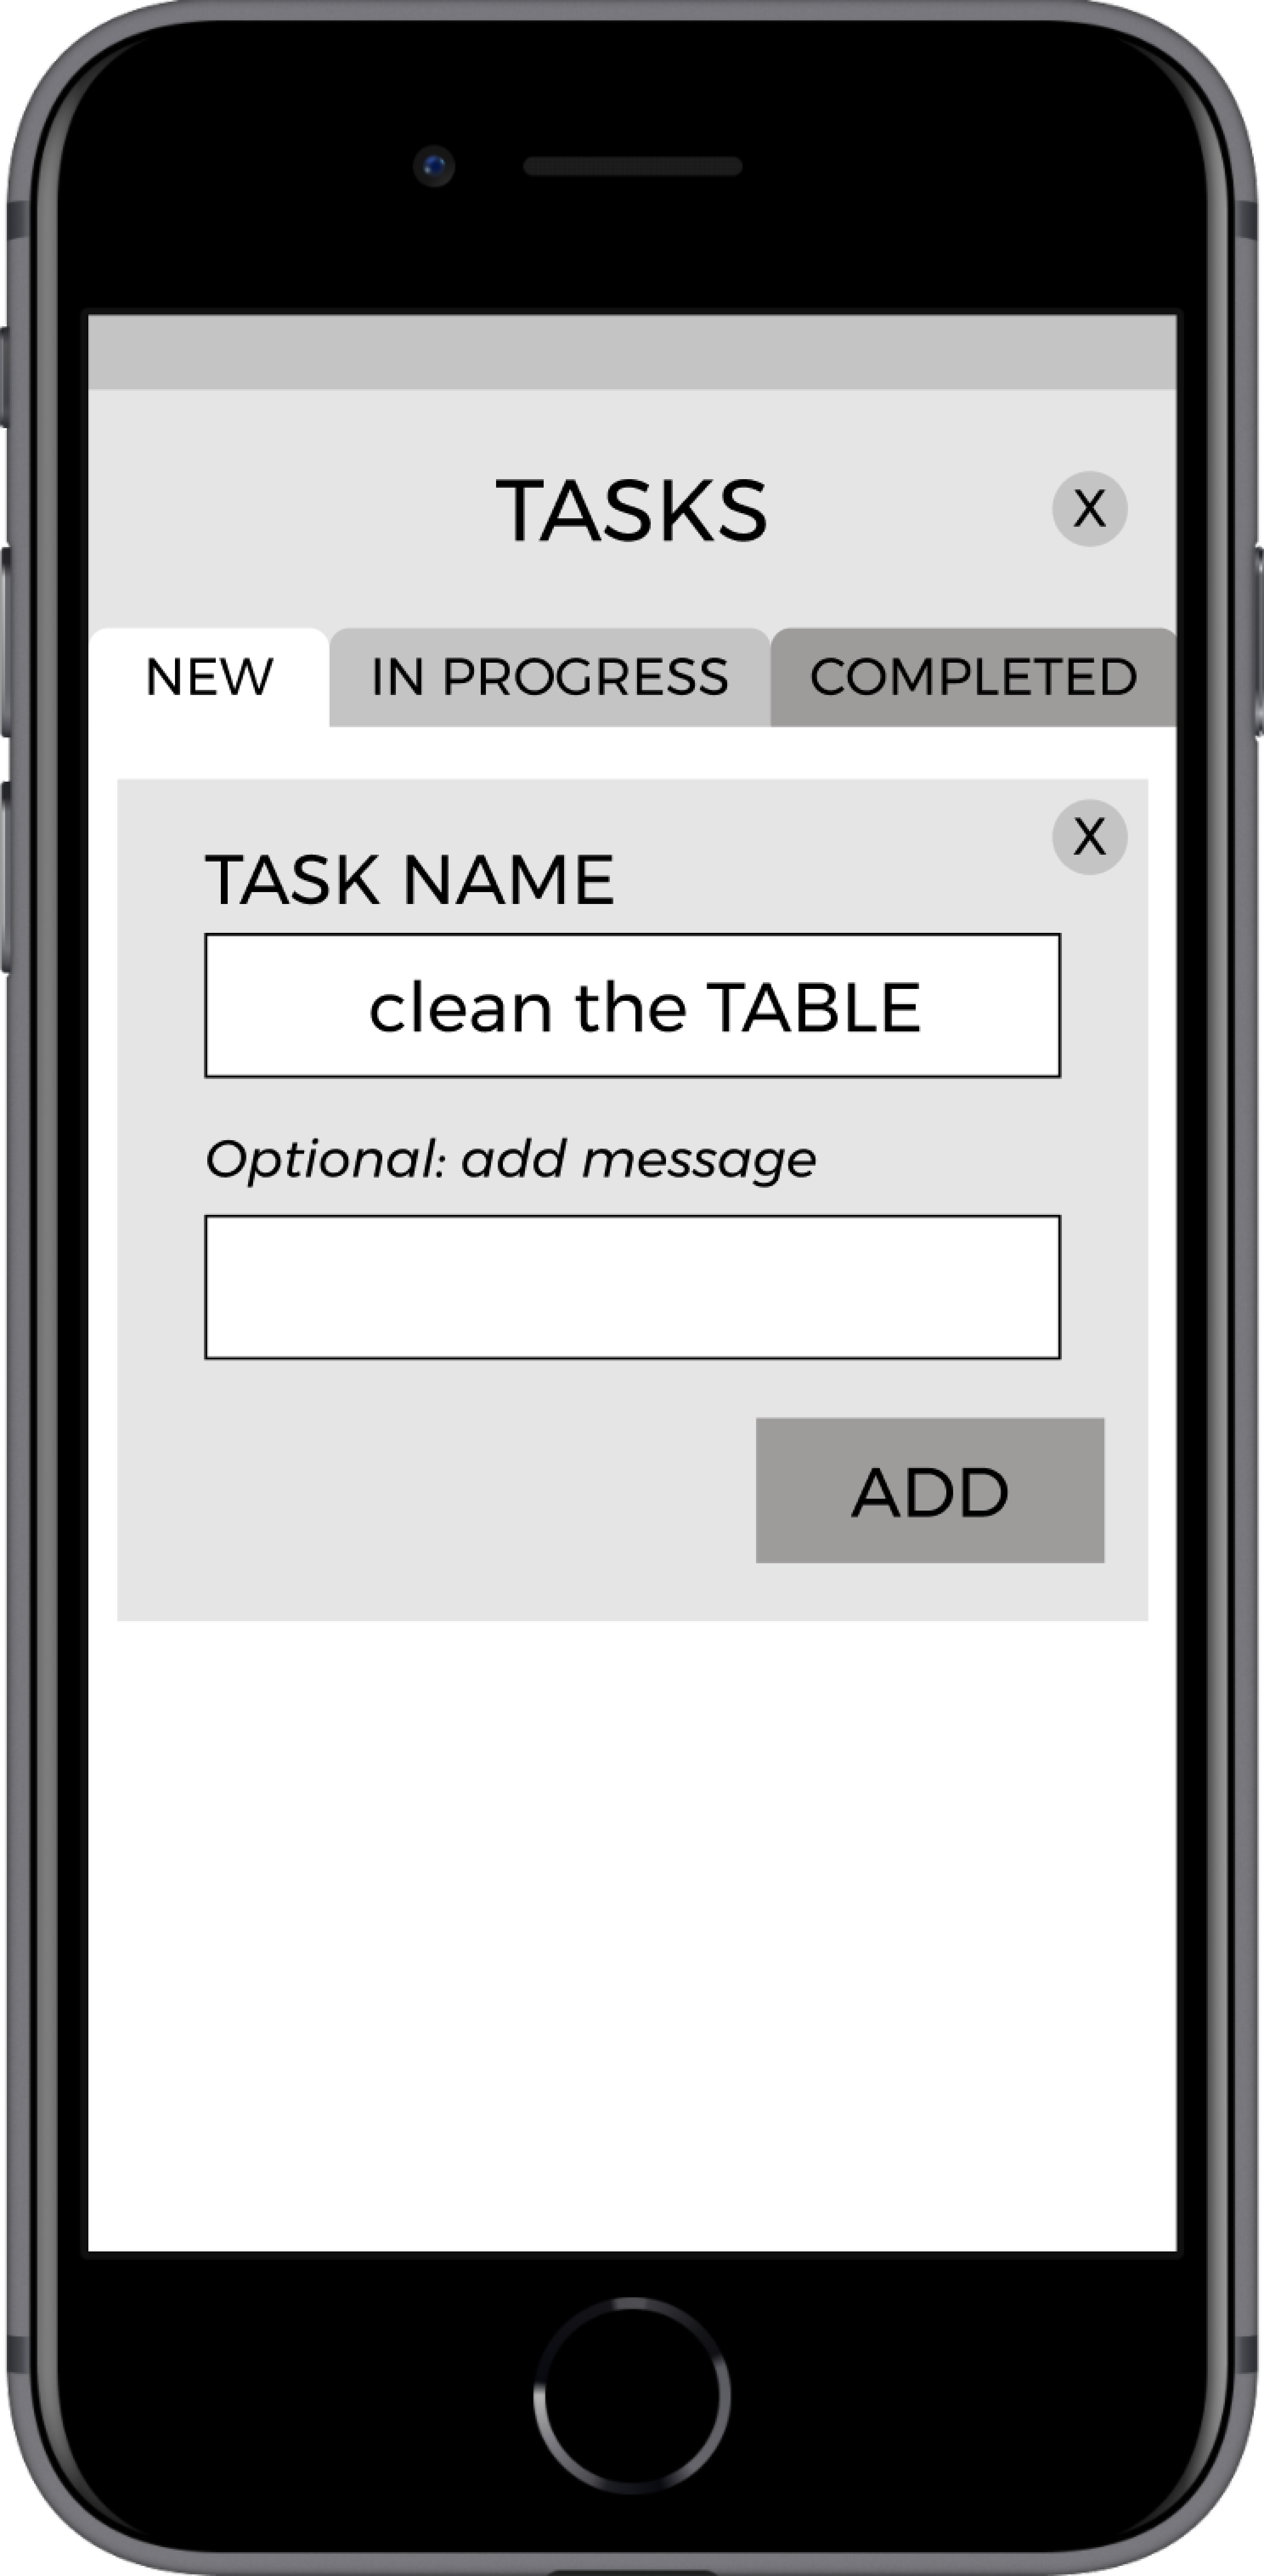 TASKS X
NEW IN PROGRESS COMPLETED
X
TASK NAME
clean the TABLE
Optional: add message
ADD